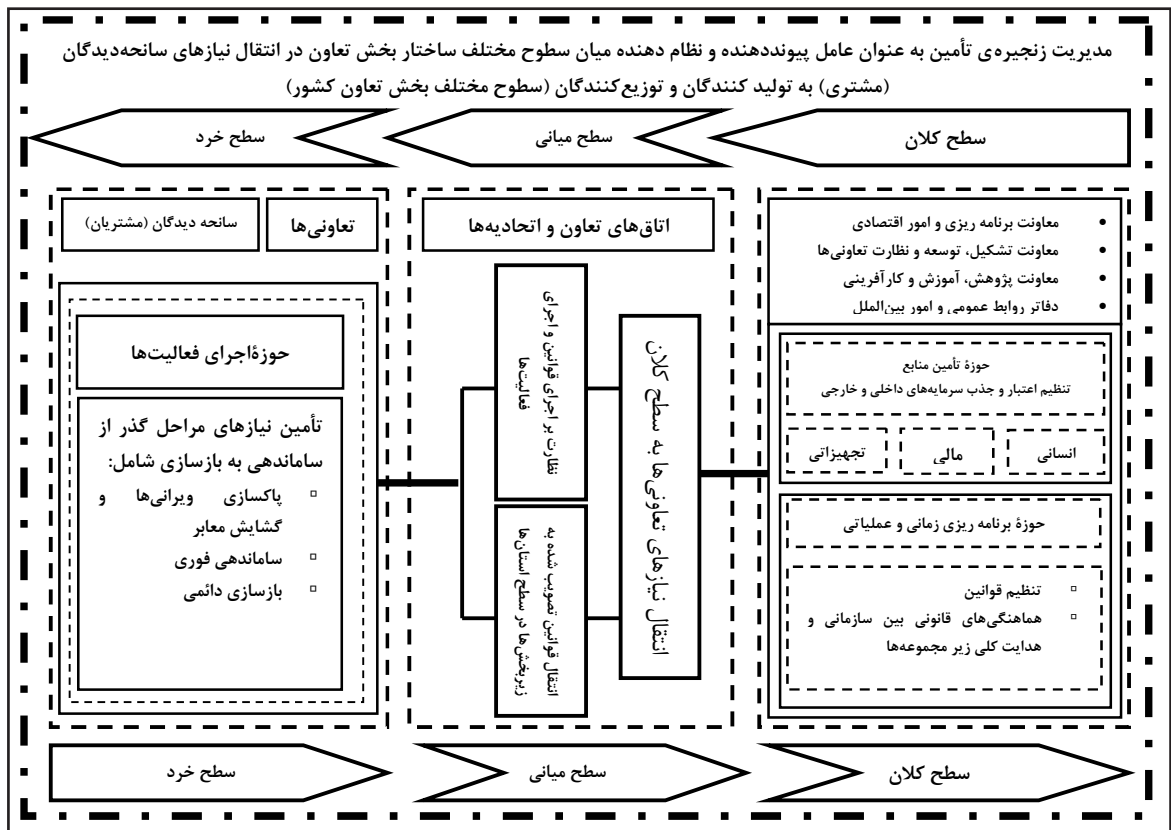 مدیریت زنجیره‌ی تأمین به عنوان عامل پیونددهنده و نظام دهنده میان سطوح مختلف ساختار بخش تعاون در انتقال نیازهای سانحه‌دیدگان
(مشتری) به تولید کنندگان و توزیع‌کنندگان (سطوح مختلف بخش تعاون کشور)
سطح کلان
سطح میانی
سطح خرد
• معاونت برنامه ریزی و امور اقتصادی
• معاونت تشکیل، توسعه و نظارت تعاونی‌ها
• معاونت پژوهش، آموزش و کارآفرینی
• دفاتر روابط عمومی و امور بین‌الملل
حوزهٔ تأمین منابع
تنظیم اعتبار و جذب سرمایه‌های داخلی و خارجی
انسانی
مالی
تجهیزاتی
حوزهٔ برنامه ریزی زمانی و عملیاتی
▫ تنظیم قوانین
▫ هماهنگی‌های قانونی بین سازمانی و
هدایت کلی زیر مجموعه‌ها
اتاق‌های تعاون و اتحادیه‌ها
انتقال نیازهای تعاونی‌ها به سطح کلان
نظارت بر اجرای قوانین و اجرای
فعالیت‌ها
انتقال قوانین تصویب شده به
زیربخش‌ها در سطح استان‌ها
تعاونی‌ها
سانحه دیدگان (مشتریان)
حوزهٔاجرای فعالیت‌ها
تأمین نیازهای مراحل گذر از
ساماندهی به بازسازی شامل:
▫ پاکسازی ویرانی‌ها و
گشایش معابر
▫ ساماندهی فوری
▫ بازسازی دائمی
سطح کلان
سطح میانی
سطح خرد